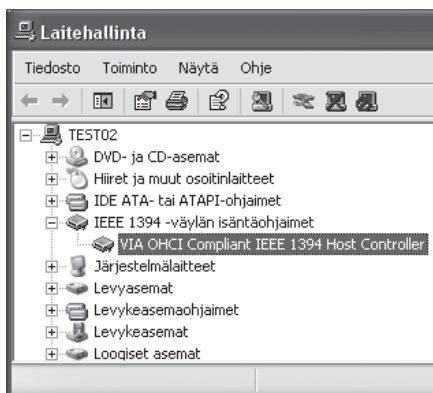 Laitehallinta
Tiedosto Toiminto Näytä Ohje
TEST02
DVD- ja CD-asemat
Hiiret ja muut osoitinlaitteet
IDE ATA- tai ATAPI-ohjaimet
IEEE 1394 -väylän isäntäohjaimet
VIA OHCI Compliant IEEE 1394 Host Controller
Järjestelmälaitteet
Levyasemat
Levykeasemaohjaimet
Levykeasemat
Loogiset asemat